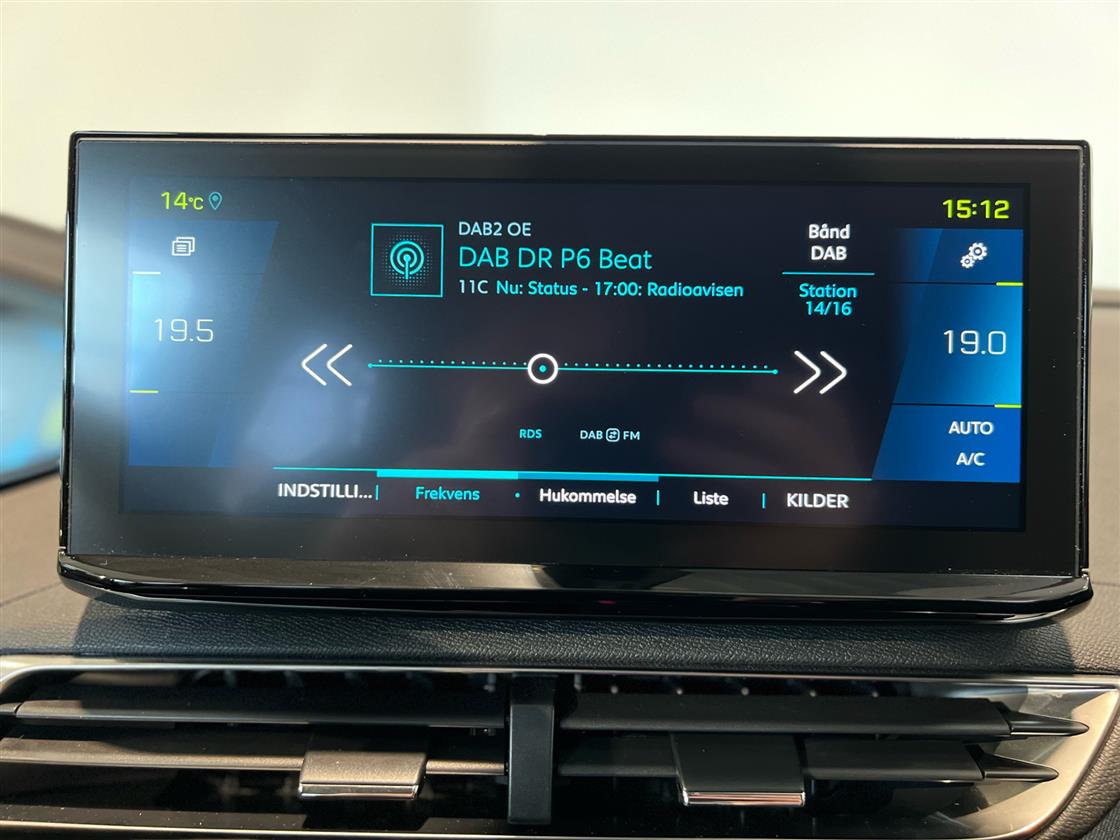 14°C
15:12
DAB2 OE
DAB DR P6 Beat
11C Nu: Status - 17:00: Radioavisen
Bånd
DAB
Station
14/16
19.5
19.0
RDS
DAB FM
AUTO
A/C
INDSTILLI...
Frekvens
Hukommelse
Liste
KILDER